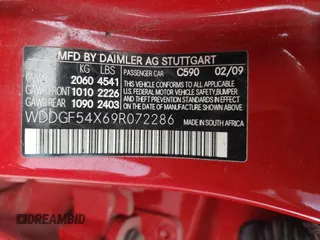 MFD BY DAIMLER AG STUTTGART
KG LBS PASSENGER CAR C590 02/09
GVWR 2060 4541
GAWR FRONT 1010 2226
GAWR REAR 1090 2403
THIS VEHICLE CONFORMS TO ALL APPLICABLE
U.S. FEDERAL MOTOR VEHICLE SAFETY, BUMPER
AND THEFT PREVENTION STANDARDS IN EFFECT
ON THE DATE OF MANUFACTURE SHOWN ABOVE.
WDDGF54X69R072286 MADE IN SOUTH AFRICA
DREAMBID